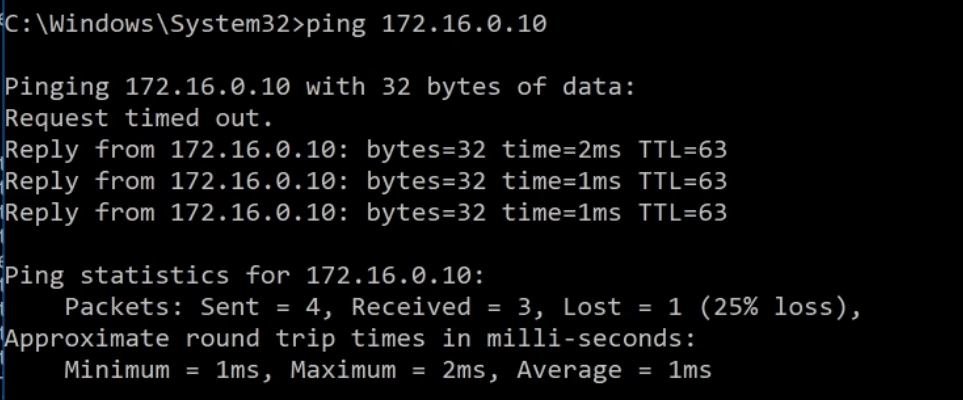 C:\Windows\System32>ping 172.16.0.10
Pinging 172.16.0.10 with 32 bytes of data:
Request timed out.
Reply from 172.16.0.10: bytes=32 time=2ms TTL=63
Reply from 172.16.0.10: bytes=32 time=1ms TTL=63
Reply from 172.16.0.10: bytes=32 time=1ms TTL=63
Ping statistics for 172.16.0.10:
    Packets: Sent = 4, Received = 3, Lost = 1 (25% loss),
Approximate round trip times in milli-seconds:
    Minimum = 1ms, Maximum = 2ms, Average = 1ms